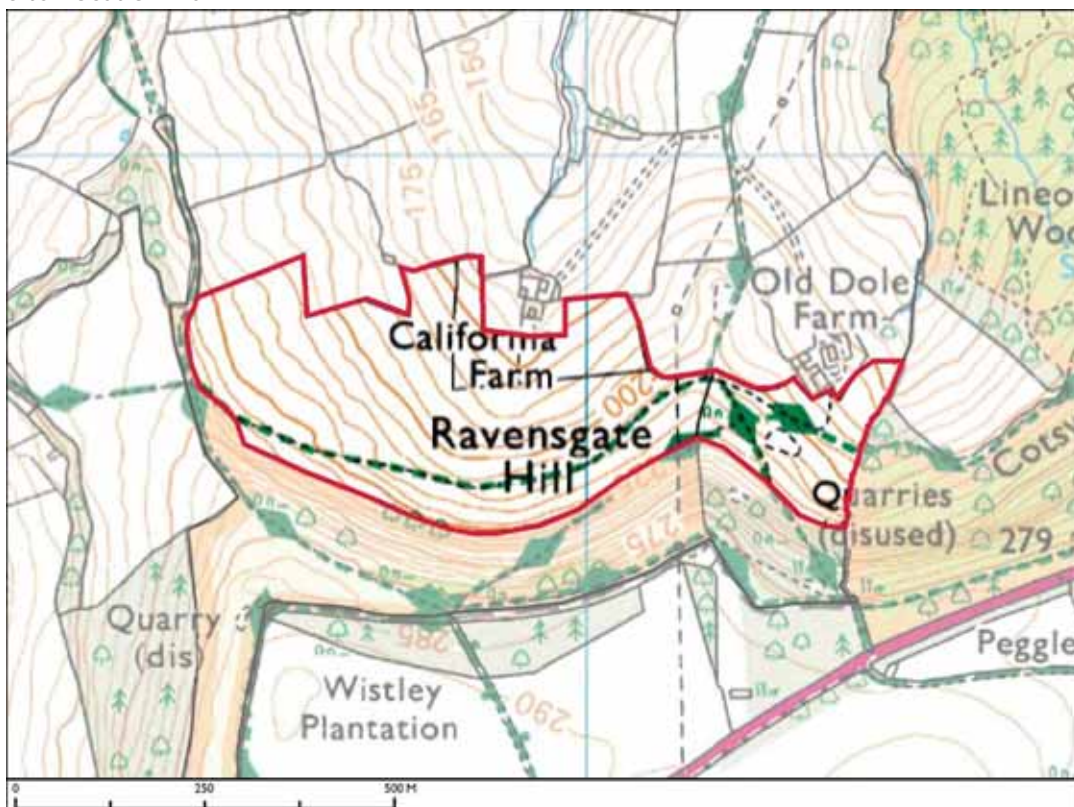 150
165
175
Lineo
Woo
Old Dole
Farm
California
Farm
200
Ravensgate
Hill
Cotsw
Quarries
(disused)
279
275
Quarry
(dis)
285
290
Wistley
Plantation
Peggle
0 250 500 M